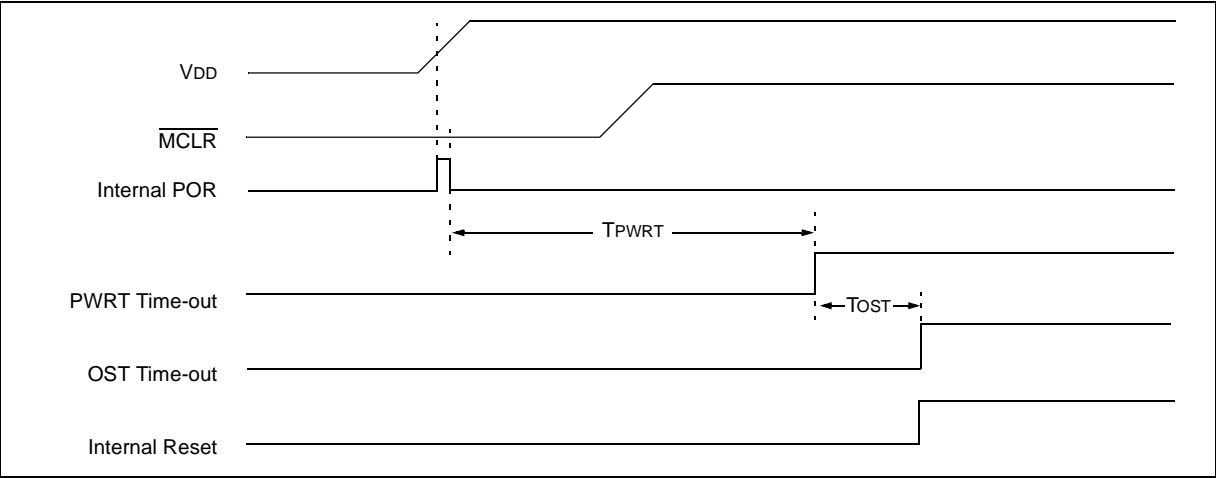 VDD
MCLR
Internal POR
TPWRT
PWRT Time-out
TOST
OST Time-out
Internal Reset